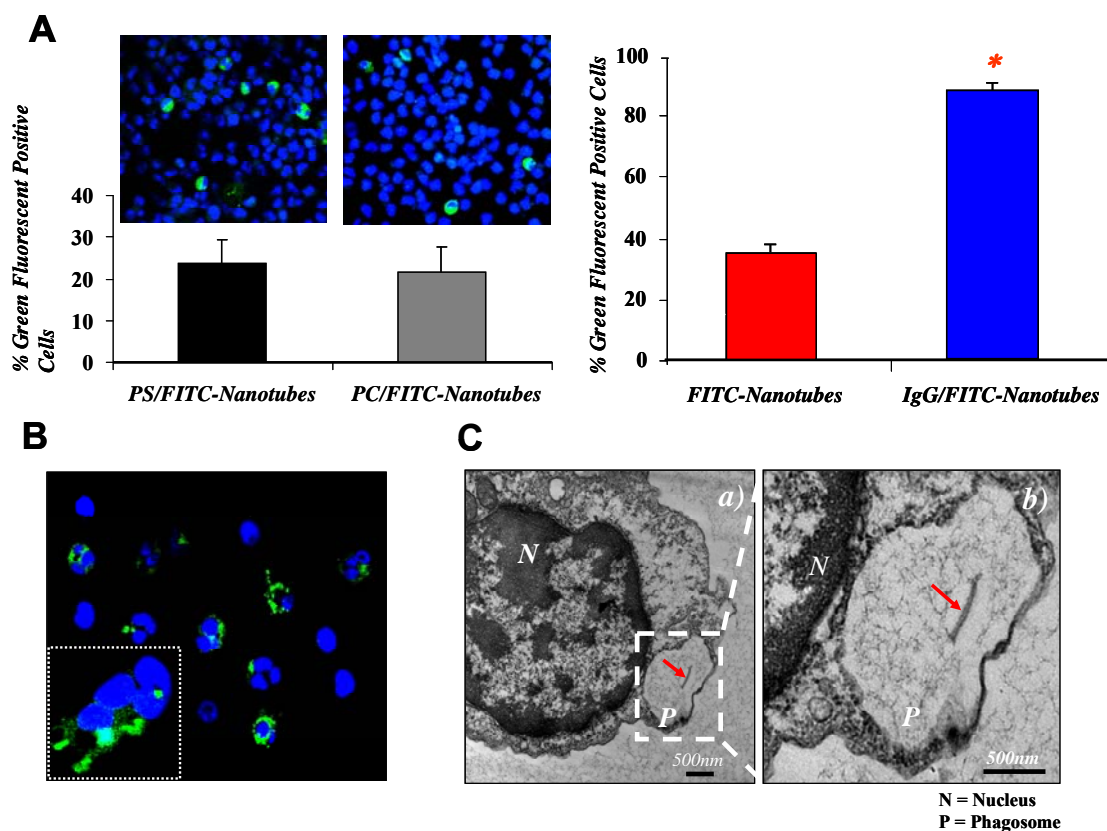 A
% Green Fluorescent Positive
Cells
40
30
20
10
0
PS/FITC-Nanotubes
PC/FITC-Nanotubes
% Green Fluorescent Positive Cells
100
80
60
40
20
0
*
FITC-Nanotubes
IgG/FITC-Nanotubes
B
C
a)
N
P
500nm
b)
N
P
500nm
N = Nucleus
P = Phagosome